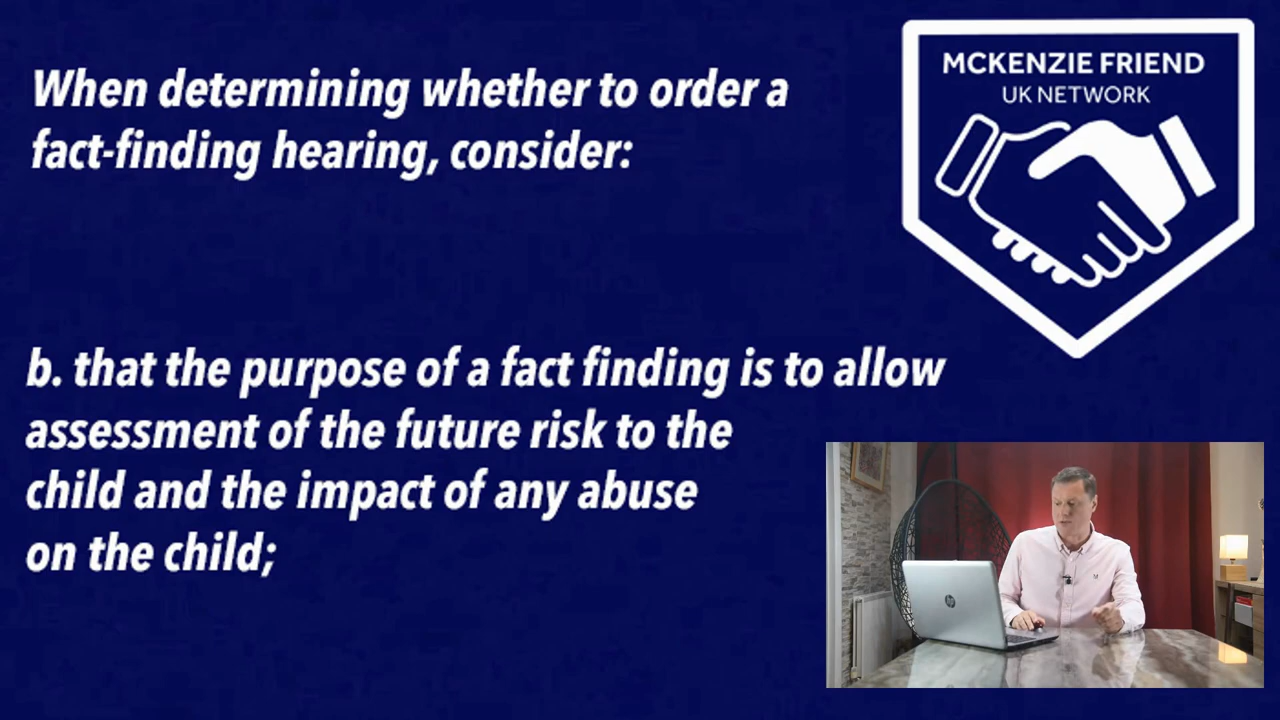 When determining whether to order a
fact-finding hearing, consider:
MCKENZIE FRIEND
UK NETWORK
b. that the purpose of a fact finding is to allow
assessment of the future risk to the
child and the impact of any abuse
on the child;
hp